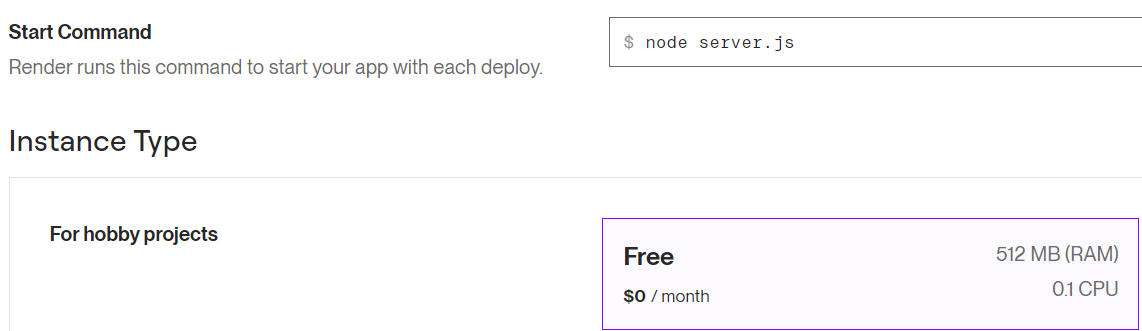 Start Command
$ node server.js
Render runs this command to start your app with each deploy.
Instance Type
For hobby projects
Free
512 MB (RAM)
$0 / month
0.1 CPU